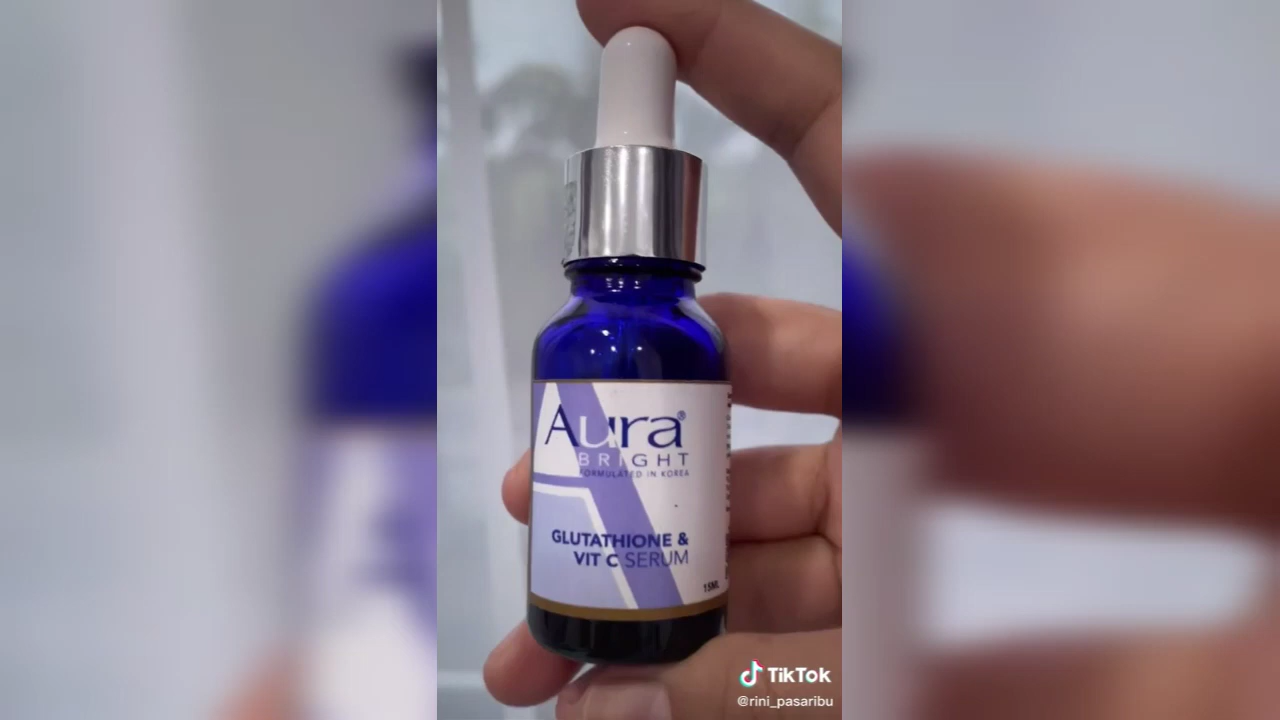 Aura®
BRIGHT
FORMULATED IN KOREA
GLUTATHIONE &
VIT C SERUM
15ML
TikTok
@rini_pasaribu